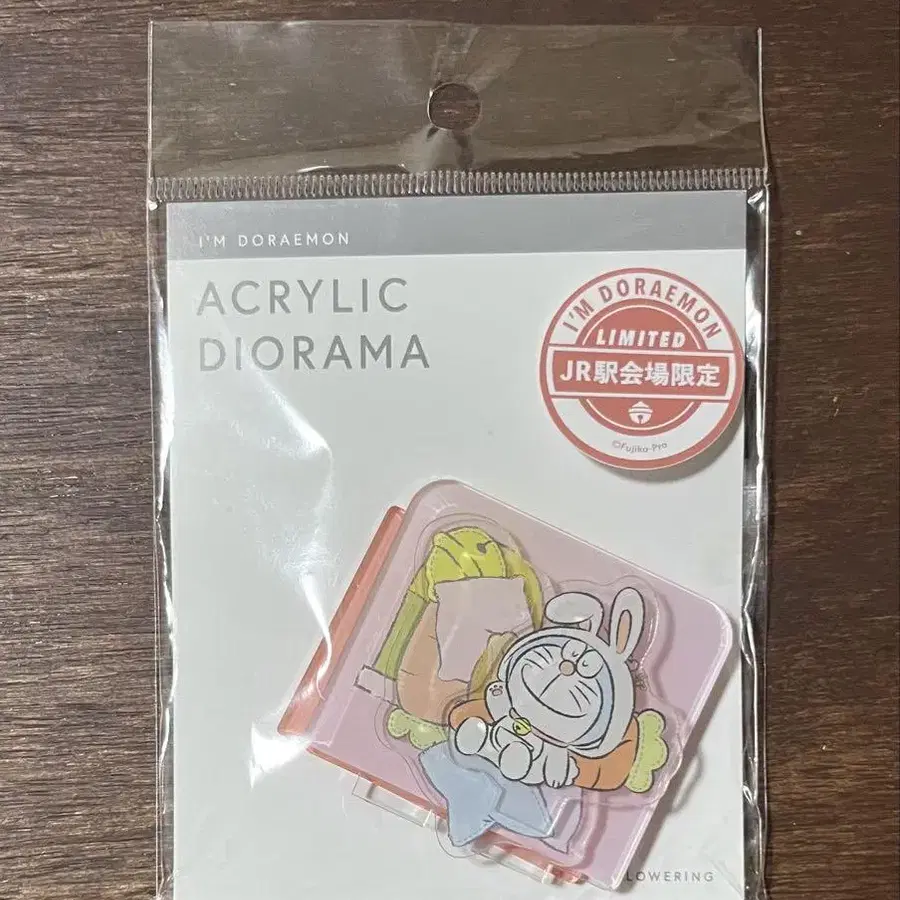 I'M DORAEMON
ACRYLIC
DIORAMA
I'M DORAEMON
LIMITED
JR駅会場限定
©Fujiko-Pro
LOWERING